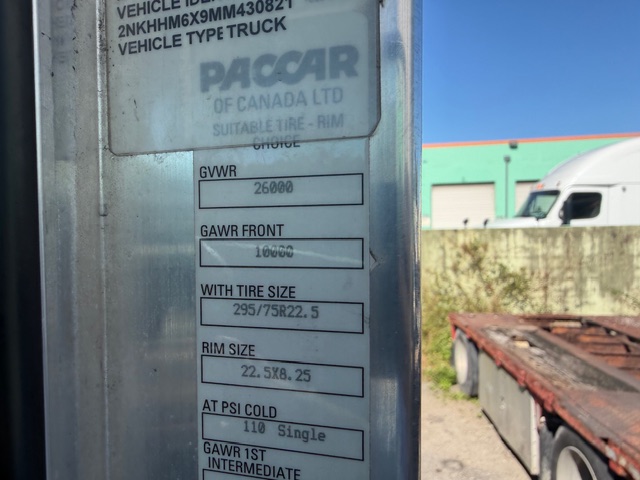 VEHICLE IDE
2NKHHM6X9MM430821
VEHICLE TYPE TRUCK
PACCAR
OF CANADA LTD
SUITABLE TIRE - RIM
CHOICE
GVWR
26000
GAWR FRONT
10000
WITH TIRE SIZE
295/75R22.5
RIM SIZE
22.5X8.25
AT PSI COLD
110 Single
GAWR 1ST
INTERMEDIATE